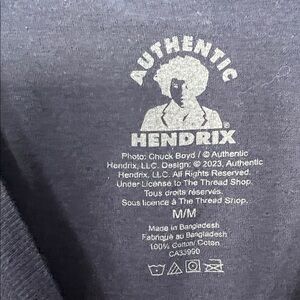 AUTHENTIC
HENDRIX®
Photo: Chuck Boyd / © Authentic
Hendrix, LLC. Design: © 2023, Authentic
Hendrix, LLC. All Rights Reserved.
Under License to The Thread Shop.
Tous droits réservés.
Sous licence à The Thread Shop.
M/M
Made in Bangladesh
Fabriqué au Bangladesh
100% Cotton/ Coton
CA33990